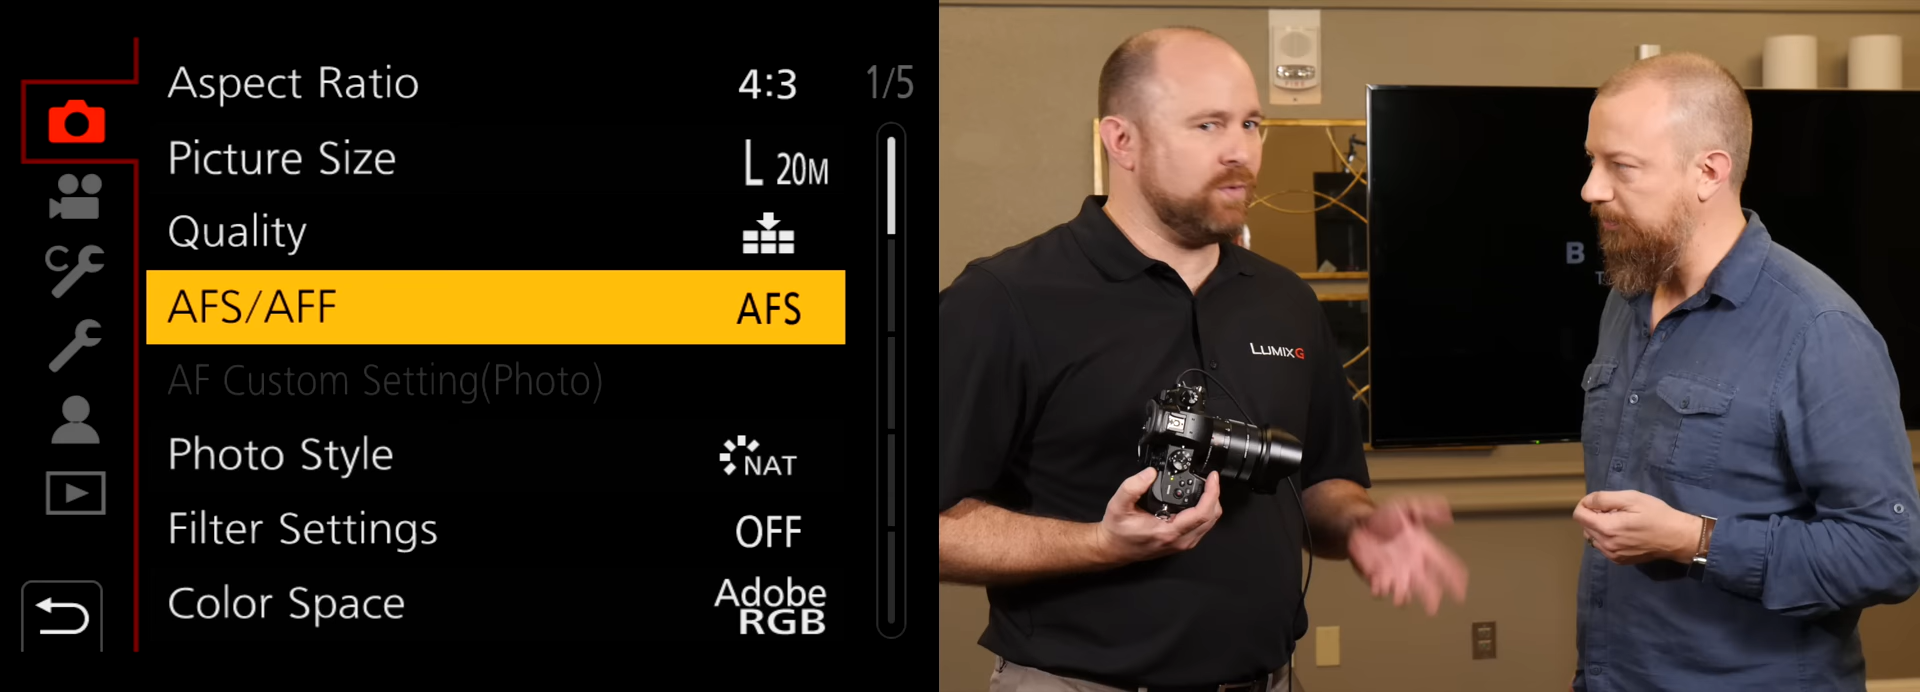 Aspect Ratio 4:3 1/5
Picture Size L 20M
Quality
AFS/AFF AFS
AF Custom Setting(Photo)
Photo Style NAT
Filter Settings OFF
Color Space Adobe RGB
C
LUMIX G
B
T
FIRE